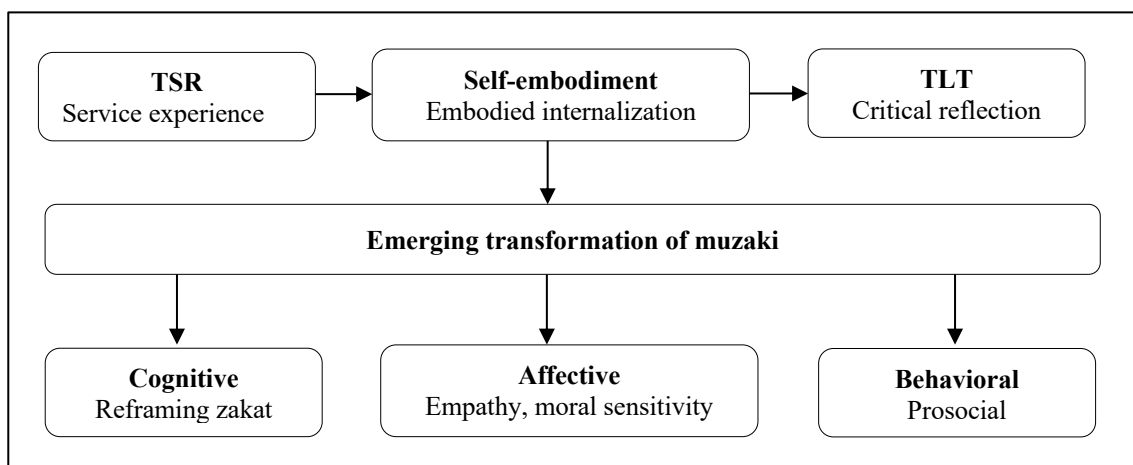 TSR
Service experience
Self-embodiment
Embodied internalization
TLT
Critical reflection
Emerging transformation of muzaki
Cognitive
Reframing zakat
Affective
Empathy, moral sensitivity
Behavioral
Prosocial